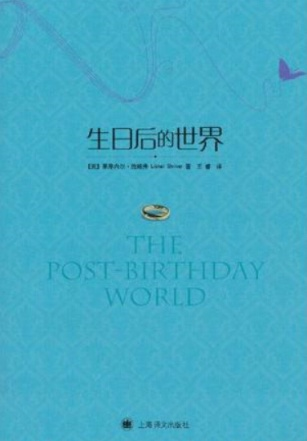 生日后的世界
【美】莱昂内尔·施赖弗 Lionel Shriver 著 王 译
THE
POST-BIRTHDAY
WORLD
上海译文出版社